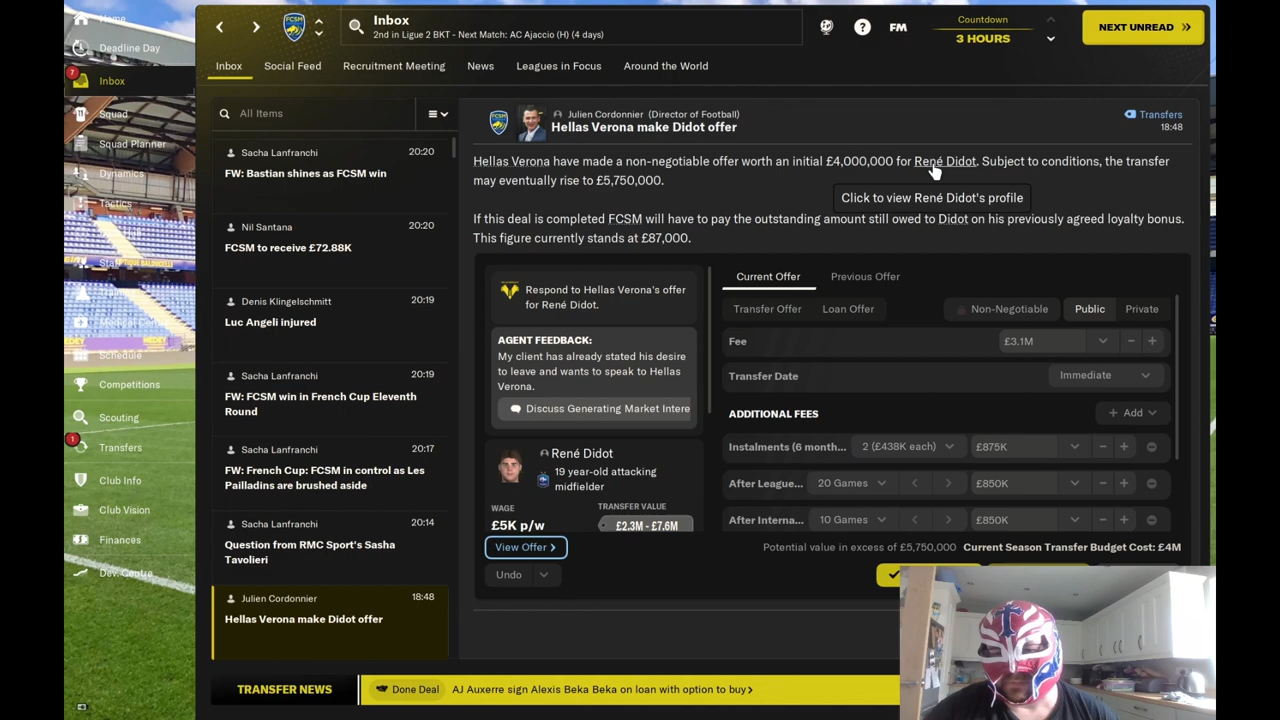 Home
Deadline Day
7
Inbox
Squad
Squad Planner
Dynamics
Tactics
Schedule
Competitions
Scouting
1
Transfers
Club Info
Club Vision
Finances
Dev. Centre
FCSM
Inbox
2nd in Ligue 2 BKT - Next Match: AC Ajaccio (H) (4 days)
?
FM
Countdown
3 HOURS
NEXT UNREAD
Inbox
Social Feed
Recruitment Meeting
News
Leagues in Focus
Around the World
All Items
Sacha Lanfranchi 20:20
FW: Bastian shines as FCSM win
Nil Santana 20:20
FCSM to receive £72.88K
Denis Klingelschmitt 20:19
Luc Angeli injured
Sacha Lanfranchi 20:19
FW: FCSM win in French Cup Eleventh
Round
Sacha Lanfranchi 20:17
FW: French Cup: FCSM in control as Les
Pailladins are brushed aside
Sacha Lanfranchi 20:14
Question from RMC Sport's Sasha
Tavolieri
Julien Cordonnier 18:48
Hellas Verona make Didot offer
Julien Cordonnier (Director of Football)
Hellas Verona make Didot offer
Transfers
18:48
Hellas Verona have made a non-negotiable offer worth an initial £4,000,000 for René Didot. Subject to conditions, the transfer
may eventually rise to £5,750,000.
Click to view René Didot's profile
If this deal is completed FCSM will have to pay the outstanding amount still owed to Didot on his previously agreed loyalty bonus.
This figure currently stands at £87,000.
Respond to Hellas Verona's offer
for René Didot.
AGENT FEEDBACK:
My client has already stated his desire
to leave and wants to speak to Hellas
Verona.
Discuss Generating Market Intere
René Didot
19 year-old attacking
midfielder
WAGE
£5K p/w
TRANSFER VALUE
£2.3M - £7.6M
Current Offer
Previous Offer
Transfer Offer
Loan Offer
Non-Negotiable
Public
Private
Fee £3.1M
Transfer Date Immediate
ADDITIONAL FEES + Add
Instalments (6 month... 2 (£438K each) £875K
After League... 20 Games £850K
After Interna... 10 Games £850K
View Offer
Potential value in excess of £5,750,000 Current Season Transfer Budget Cost: £4M
Undo
TRANSFER NEWS
Done Deal
AJ Auxerre sign Alexis Beka Beka on loan with option to buy